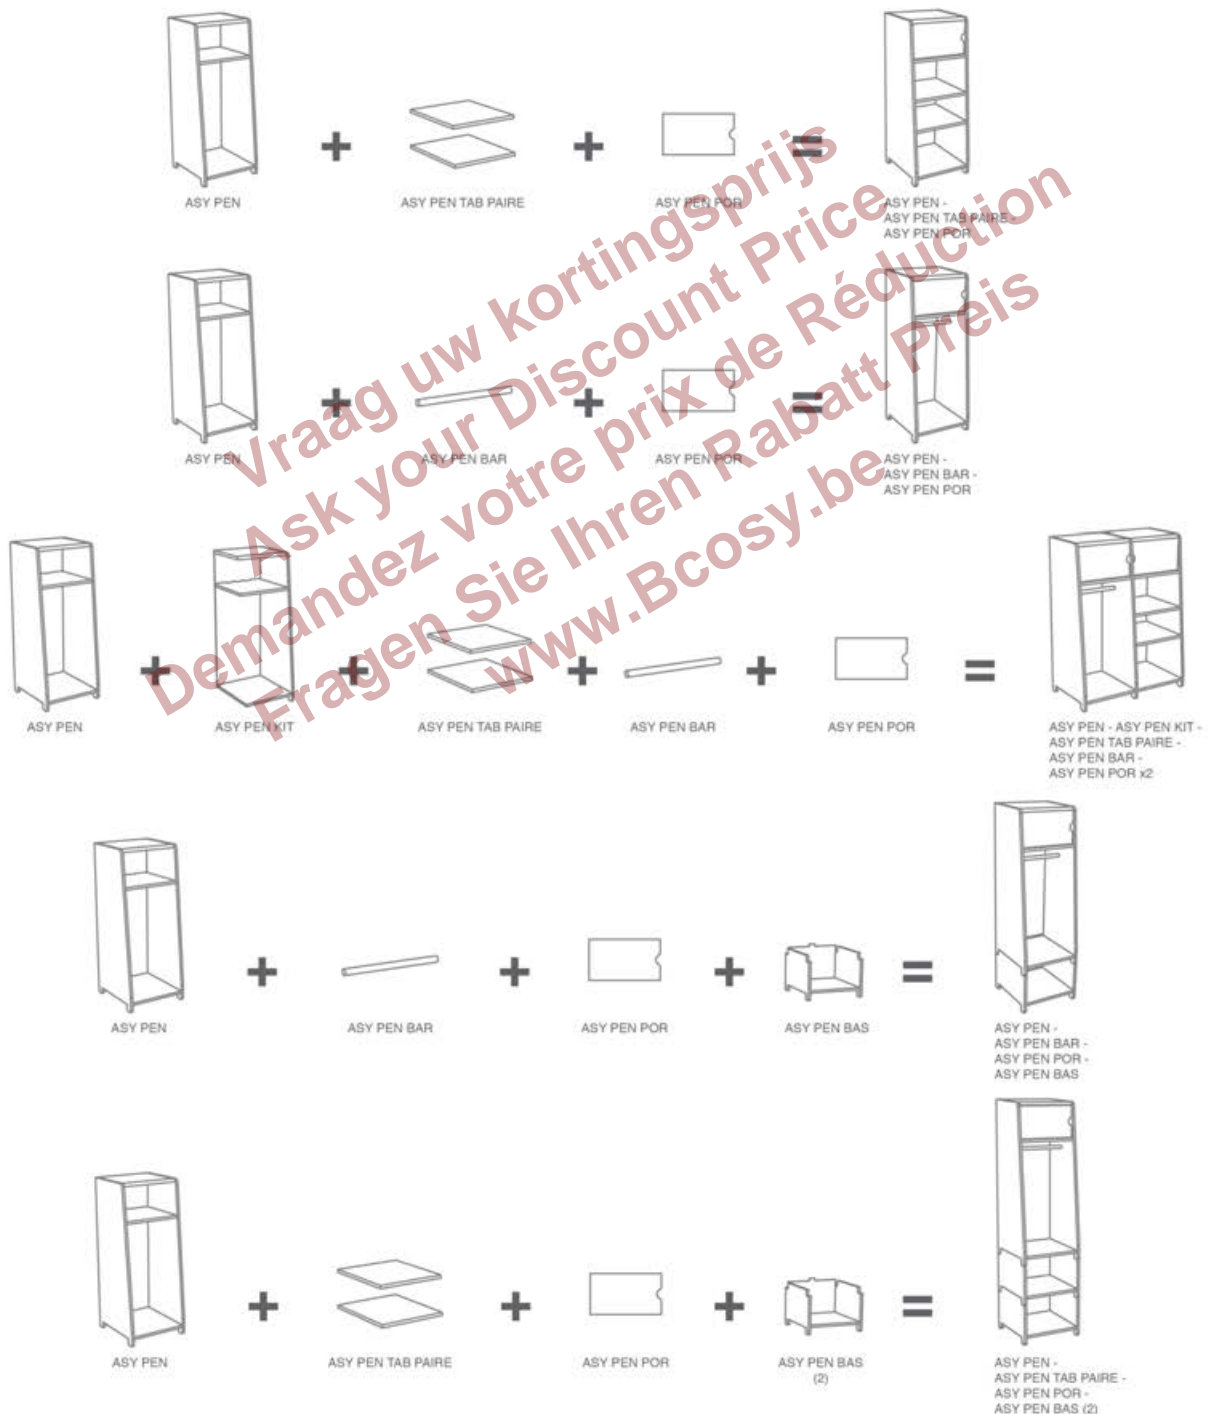 ASY PEN
ASY PEN TAB PAIRE
ASY PEN POR
ASY PEN -
ASY PEN TAB PAIRE -
ASY PEN POR
ASY PEN
ASY PEN BAR
ASY PEN POR
ASY PEN -
ASY PEN BAR -
ASY PEN POR
Vraag uw kortingsprijs
Ask your Discount Price
Demandez votre prix de Réduction
Fragen Sie Ihren Rabatt Preis
www.Bcosy.be
ASY PEN
ASY PEN KIT
ASY PEN TAB PAIRE
ASY PEN BAR
ASY PEN POR
ASY PEN - ASY PEN KIT -
ASY PEN TAB PAIRE -
ASY PEN BAR -
ASY PEN POR x2
ASY PEN
ASY PEN BAR
ASY PEN POR
ASY PEN BAS
ASY PEN -
ASY PEN BAR -
ASY PEN POR -
ASY PEN BAS
ASY PEN
ASY PEN TAB PAIRE
ASY PEN POR
ASY PEN BAS
(2)
ASY PEN -
ASY PEN TAB PAIRE -
ASY PEN POR -
ASY PEN BAS (2)